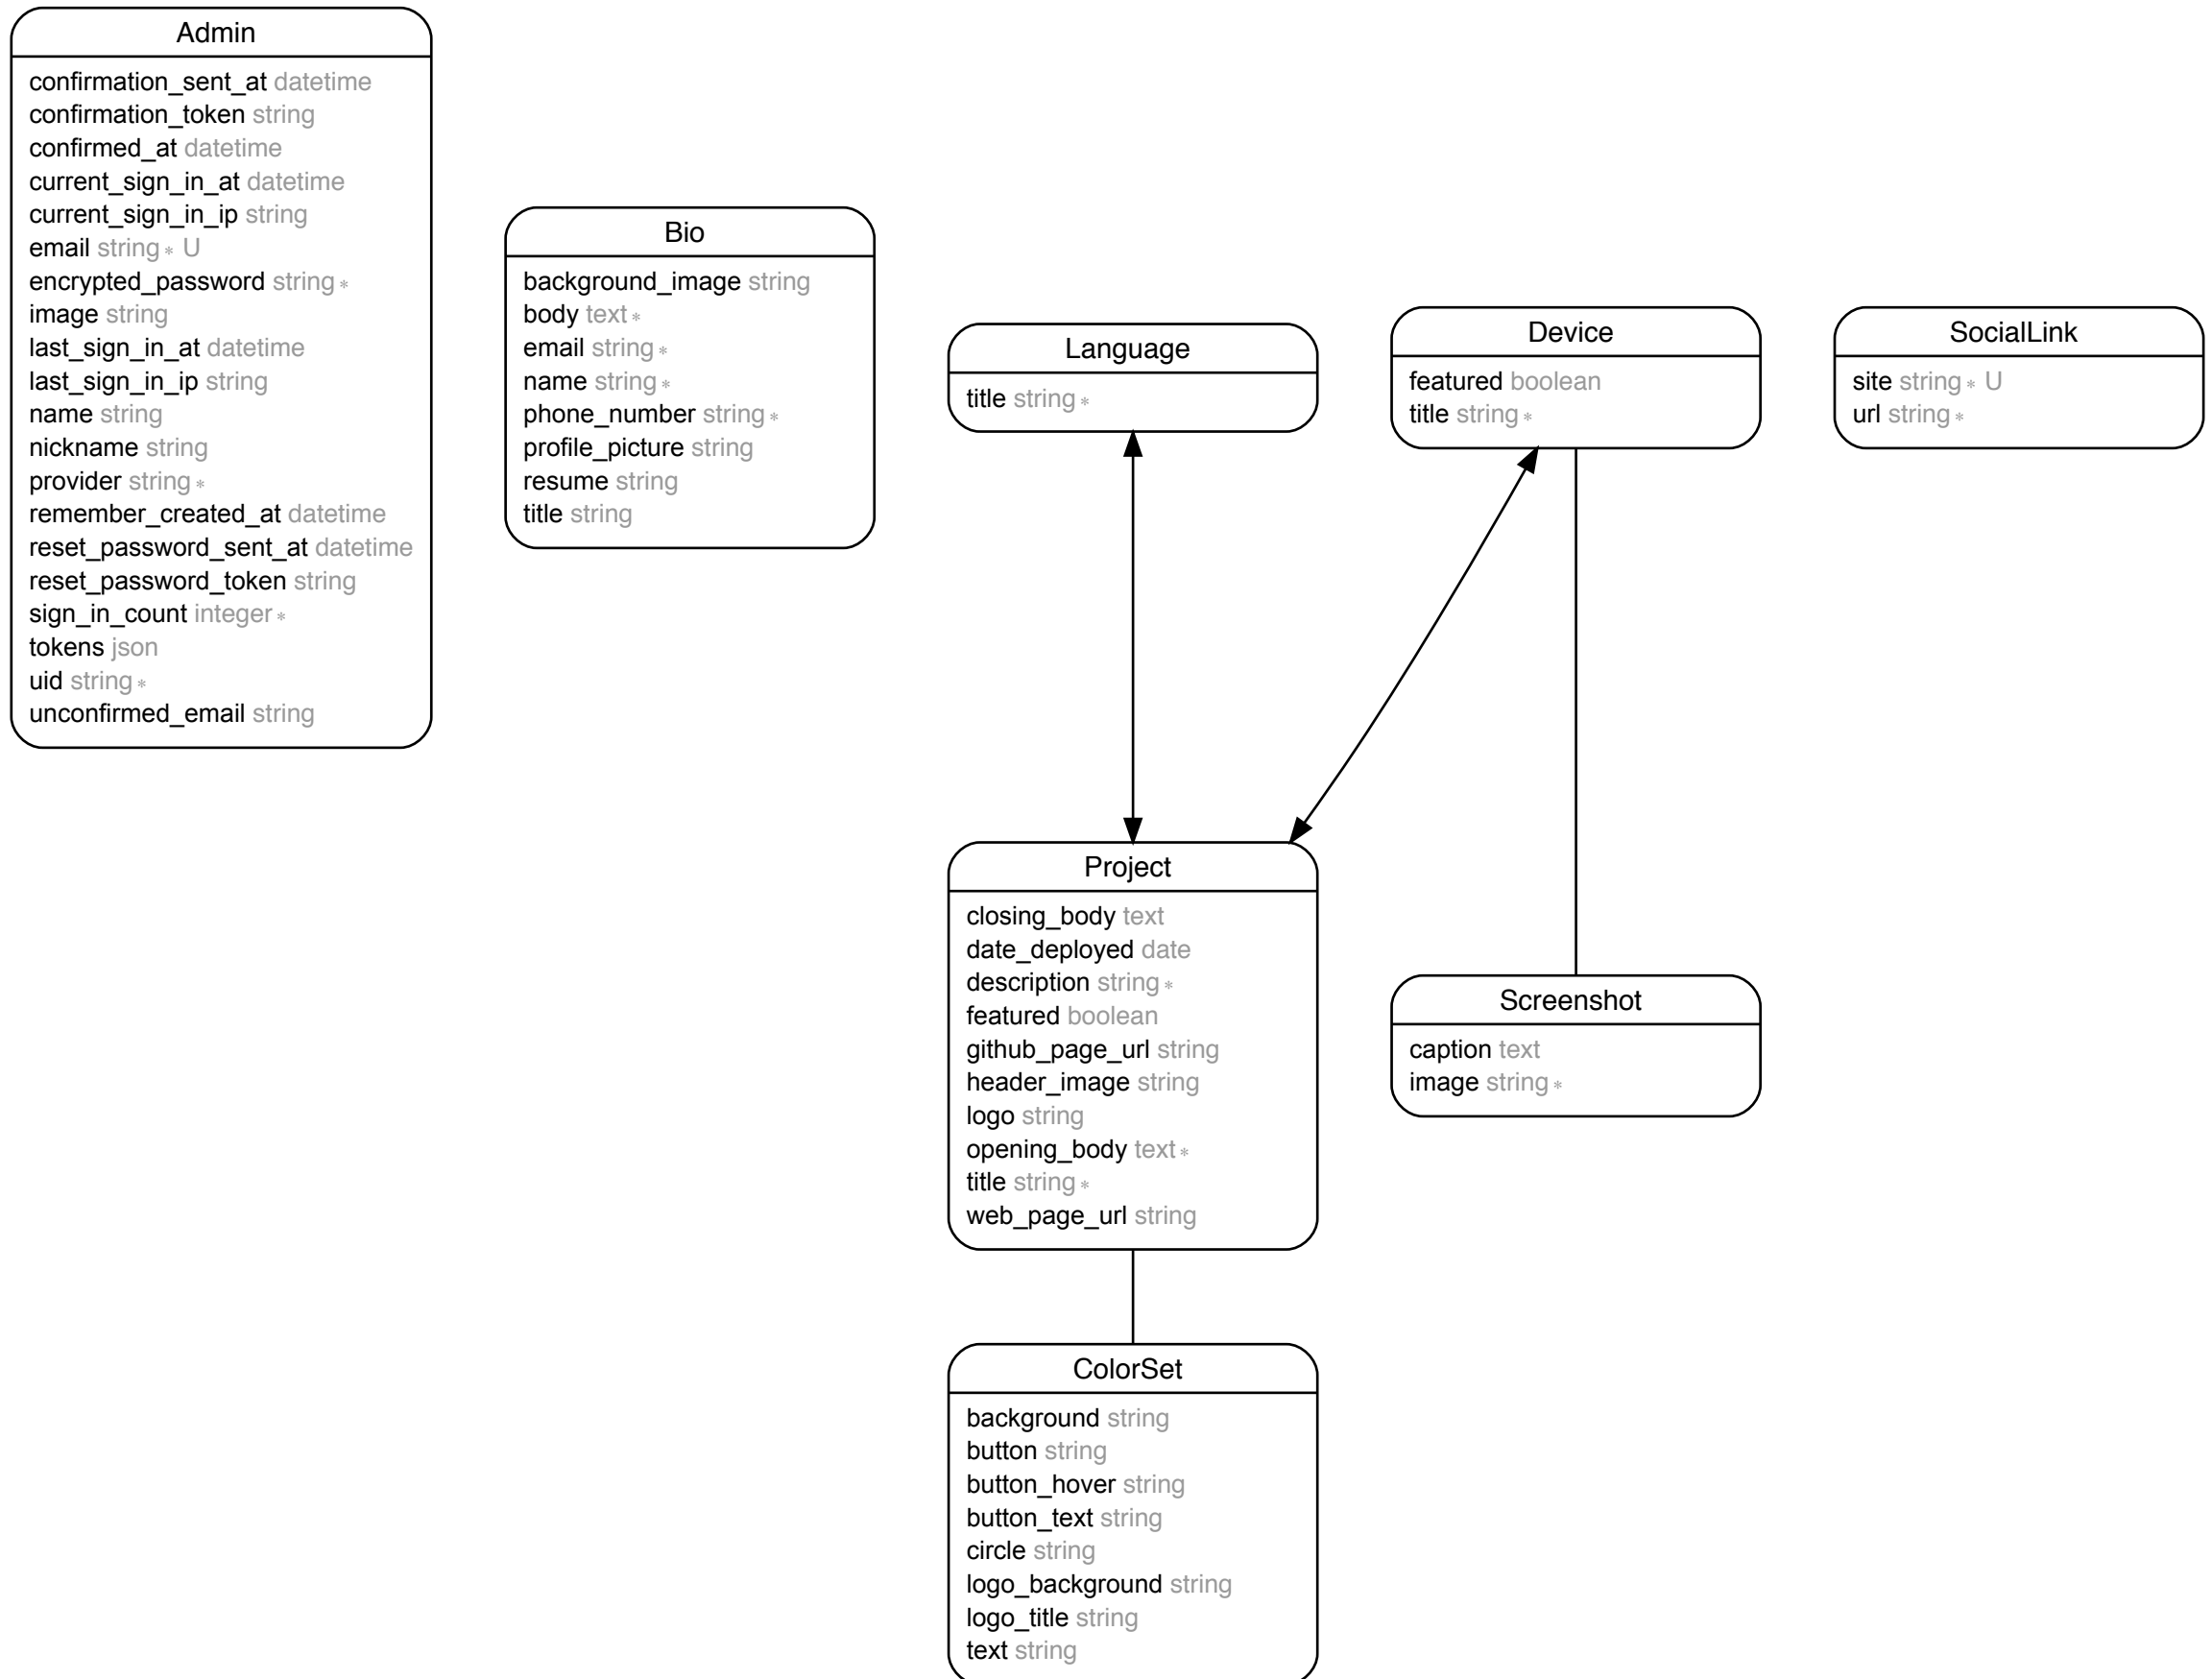 Admin
confirmation_sent_at datetime
confirmation_token string
confirmed_at datetime
current_sign_in_at datetime
current_sign_in_ip string
email string * U
encrypted_password string *
image string
last_sign_in_at datetime
last_sign_in_ip string
name string
nickname string
provider string *
remember_created_at datetime
reset_password_sent_at datetime
reset_password_token string
sign_in_count integer *
tokens json
uid string *
unconfirmed_email string
Bio
background_image string
body text *
email string *
name string *
phone_number string *
profile_picture string
resume string
title string
Language
title string *
Device
featured boolean
title string *
SocialLink
site string * U
url string *
Project
closing_body text
date_deployed date
description string *
featured boolean
github_page_url string
header_image string
logo string
opening_body text *
title string *
web_page_url string
Screenshot
caption text
image string *
ColorSet
background string
button string
button_hover string
button_text string
circle string
logo_background string
logo_title string
text string